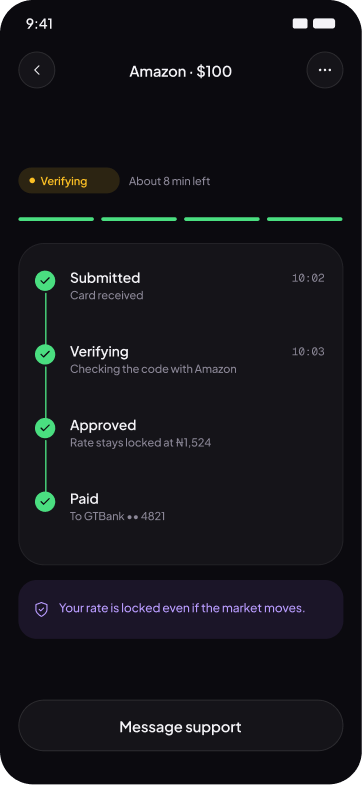 9:41
Amazon · $100
Verifying
About 8 min left
Submitted
10:02
Card received
Verifying
10:03
Checking the code with Amazon
Approved
Rate stays locked at ₦1,524
Paid
To GTBank •• 4821
Your rate is locked even if the market moves.
Message support